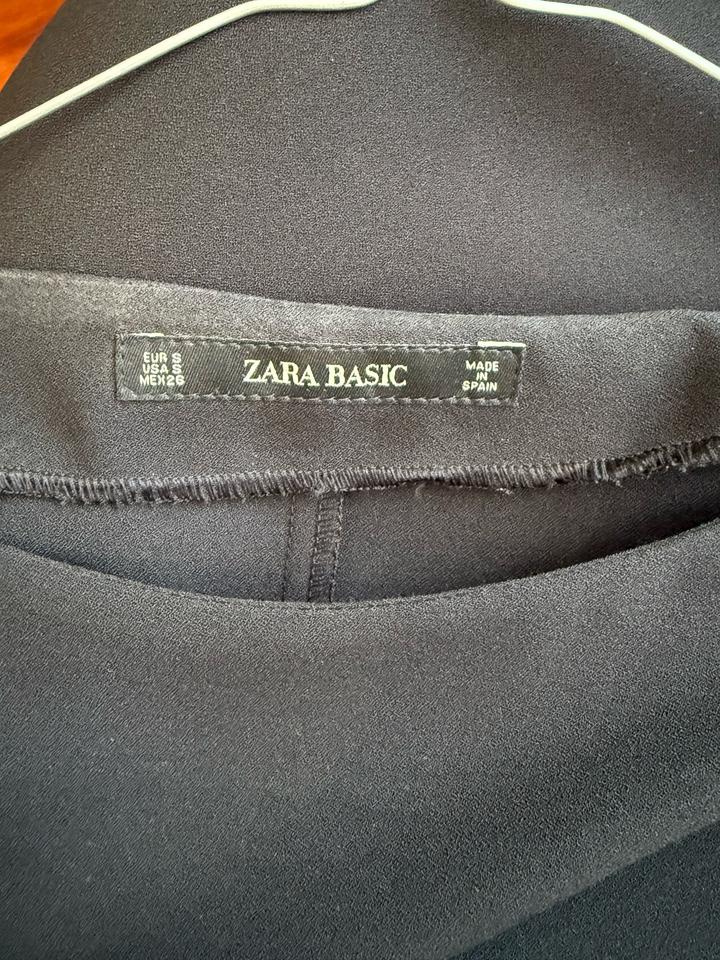 EUR S
USA S
MEX 26
ZARA BASIC
MADE
IN
SPAIN